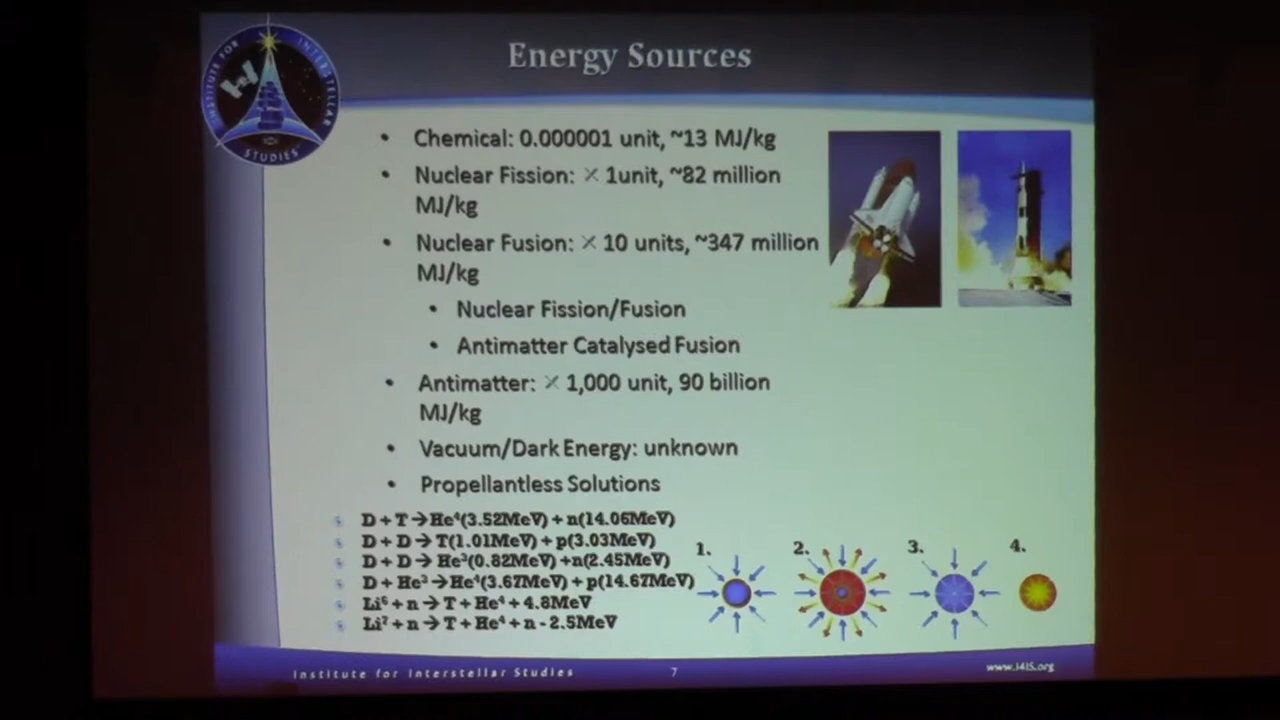 INSTITUTE FOR INTERSTELLAR STUDIES
Energy Sources
• Chemical: 0.000001 unit, ~13 MJ/kg
• Nuclear Fission: × 1unit, ~82 million
MJ/kg
• Nuclear Fusion: × 10 units, ~347 million
MJ/kg
• Nuclear Fission/Fusion
• Antimatter Catalysed Fusion
• Antimatter: × 1,000 unit, 90 billion
MJ/kg
• Vacuum/Dark Energy: unknown
• Propellantless Solutions
D + T → He⁴(3.52MeV) + n(14.06MeV)
D + D → T(1.01MeV) + p(3.03MeV)
D + D → He³(0.82MeV) +n(2.45MeV)
D + He³ → He⁴(3.67MeV) + p(14.67MeV)
Li⁶ + n → T + He⁴ + 4.8MeV
Li⁷ + n → T + He⁴ + n - 2.5MeV
1. 2. 3. 4.
Institute for Interstellar Studies 7 www.I4IS.org